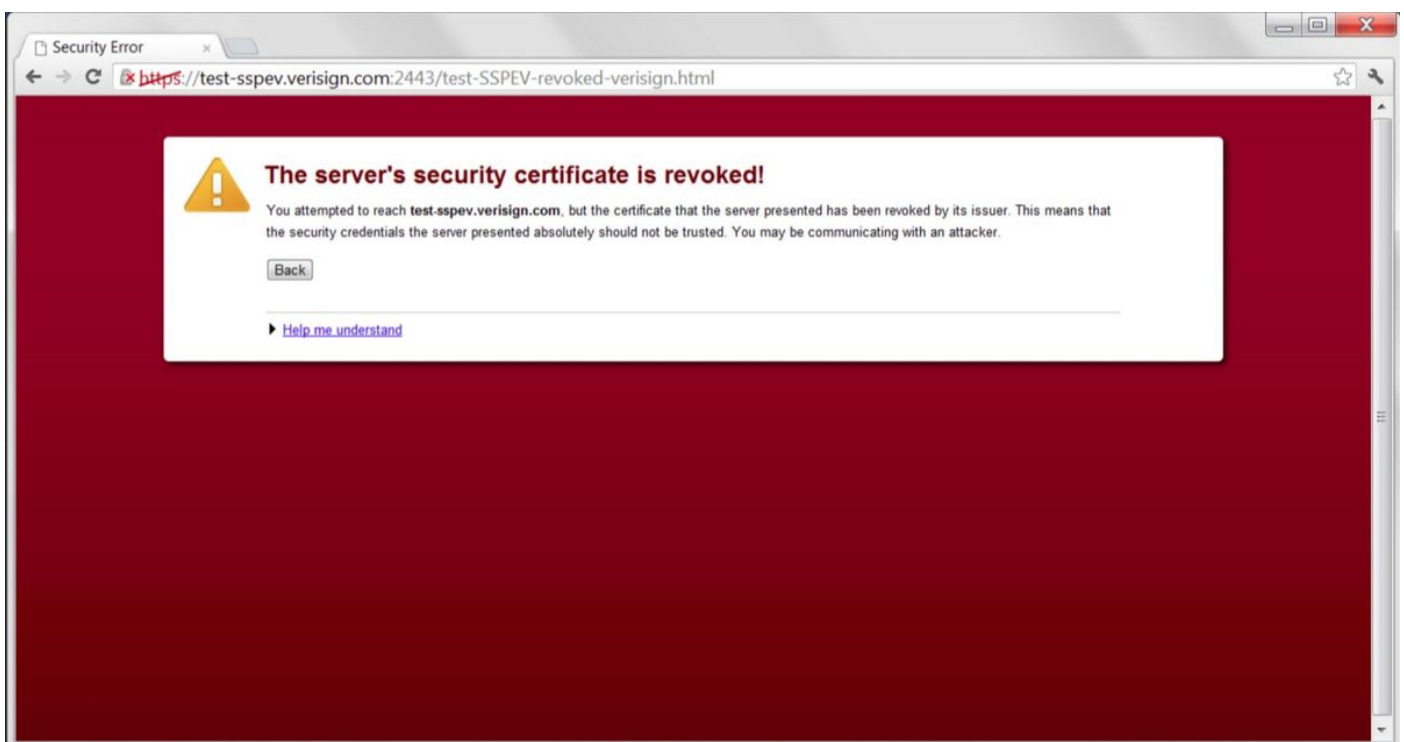 Security Error
https://test-sspev.verisign.com:2443/test-SSPEV-revoked-verisign.html
The server's security certificate is revoked!
You attempted to reach test-sspev.verisign.com, but the certificate that the server presented has been revoked by its issuer. This means that
the security credentials the server presented absolutely should not be trusted. You may be communicating with an attacker.
Back
Help me understand